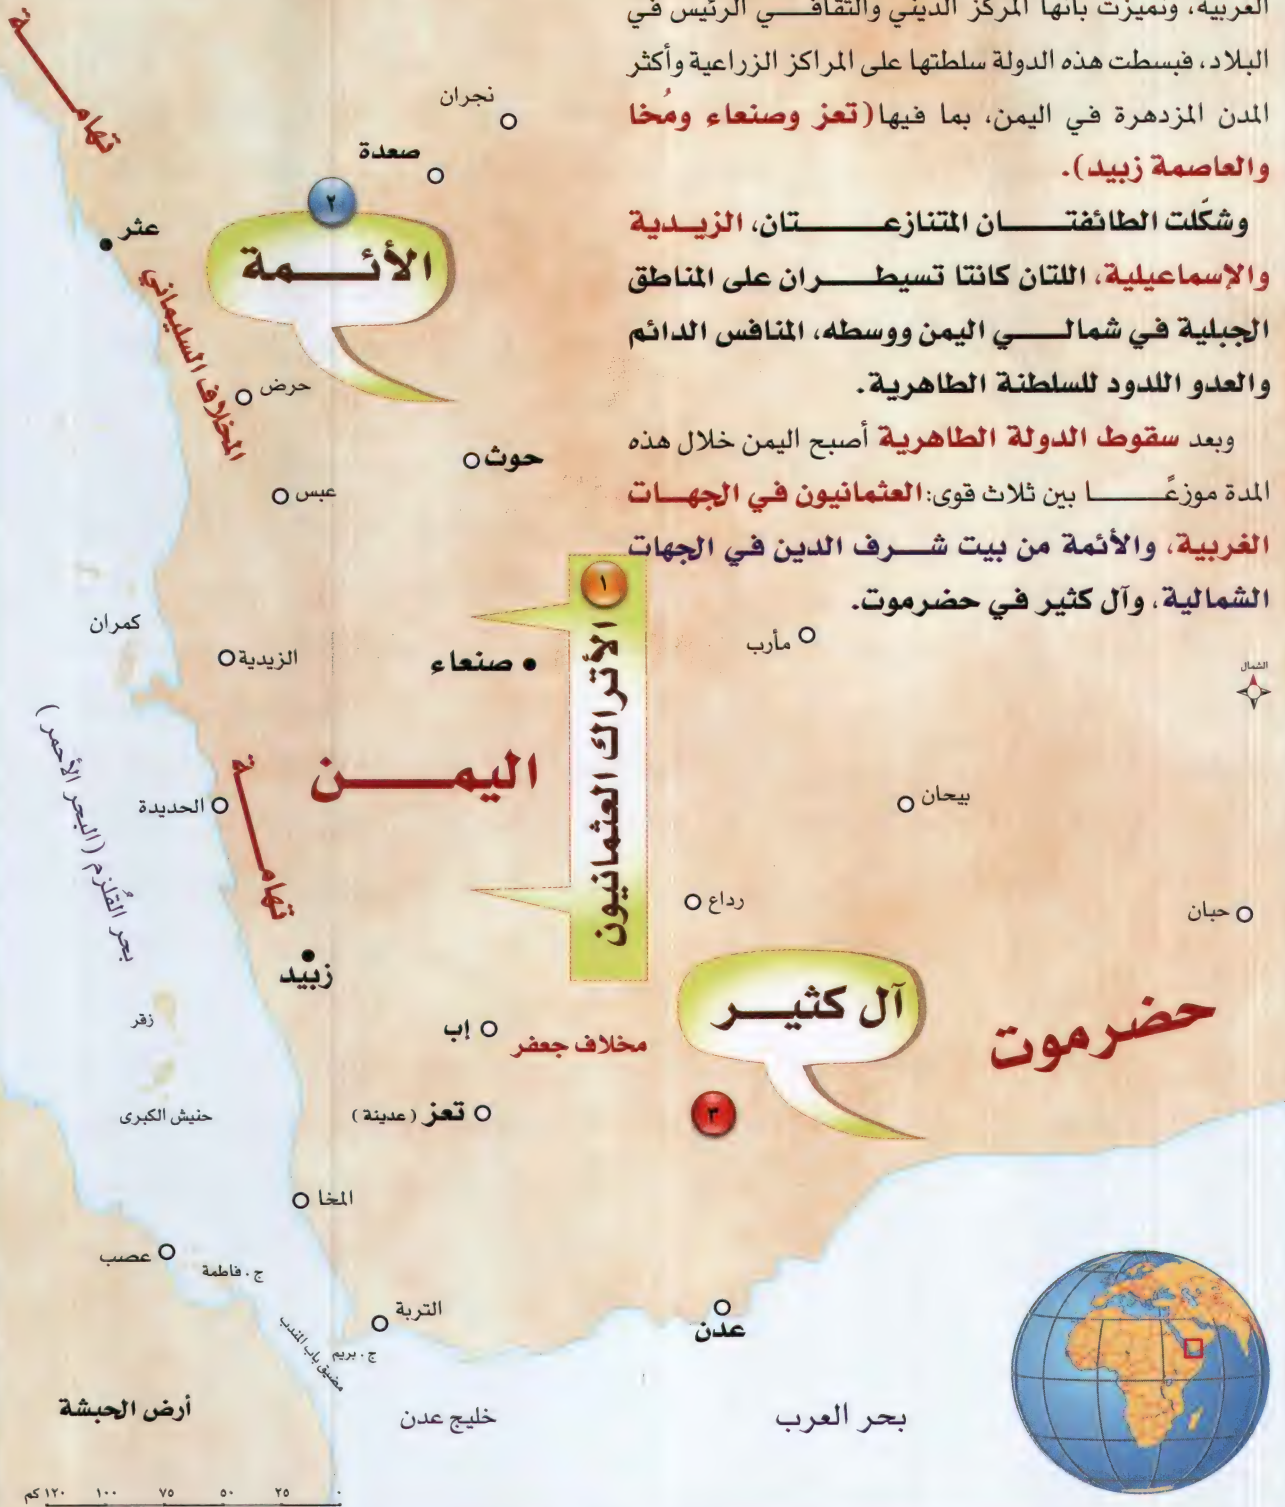 العربية، وتميزت بأنها المركز الديني والثقافي الرئيس في
البلاد، فبسطت هذه الدولة سلطتها على المراكز الزراعية وأكثر
المدن المزدهرة في اليمن، بما فيها (تعز وصنعاء ومُخا
والعاصمة زبيد).
وشكّلت الطائفتان المتنازعتان، الزيدية
والإسماعيلية، اللتان كانتا تسيطران على المناطق
الجبلية في شمالي اليمن ووسطه، المنافس الدائم
والعدو اللدود للسلطنة الطاهرية.
وبعد سقوط الدولة الطاهرية أصبح اليمن خلال هذه
المدة موزعًا بين ثلاث قوى: العثمانيون في الجهات
الغربية، والأئمة من بيت شرف الدين في الجهات
الشمالية، وآل كثير في حضرموت.
تهامة
نجران
صعدة
٢
الأئمة
عثر
المخلاف السليماني
حرض
حوث
عبس
١
الأتراك العثمانيون
كمران
الزيدية
صنعاء
مأرب
الشمال
بحر القُلزم (البحر الأحمر)
اليمن
تهامة
الحديدة
بيحان
رداع
حبان
زبيد
آل كثير
حضرموت
زقر
إب
مخلاف جعفر
حنيش الكبرى
تعز (عدينة)
٣
المخا
عصب
ج. فاطمة
التربة
عدن
مضيق باب المندب
ج. بريم
أرض الحبشة
خليج عدن
بحر العرب
٠ ٢٥ ٥٠ ٧٥ ١٠٠ ١٢٠ كم